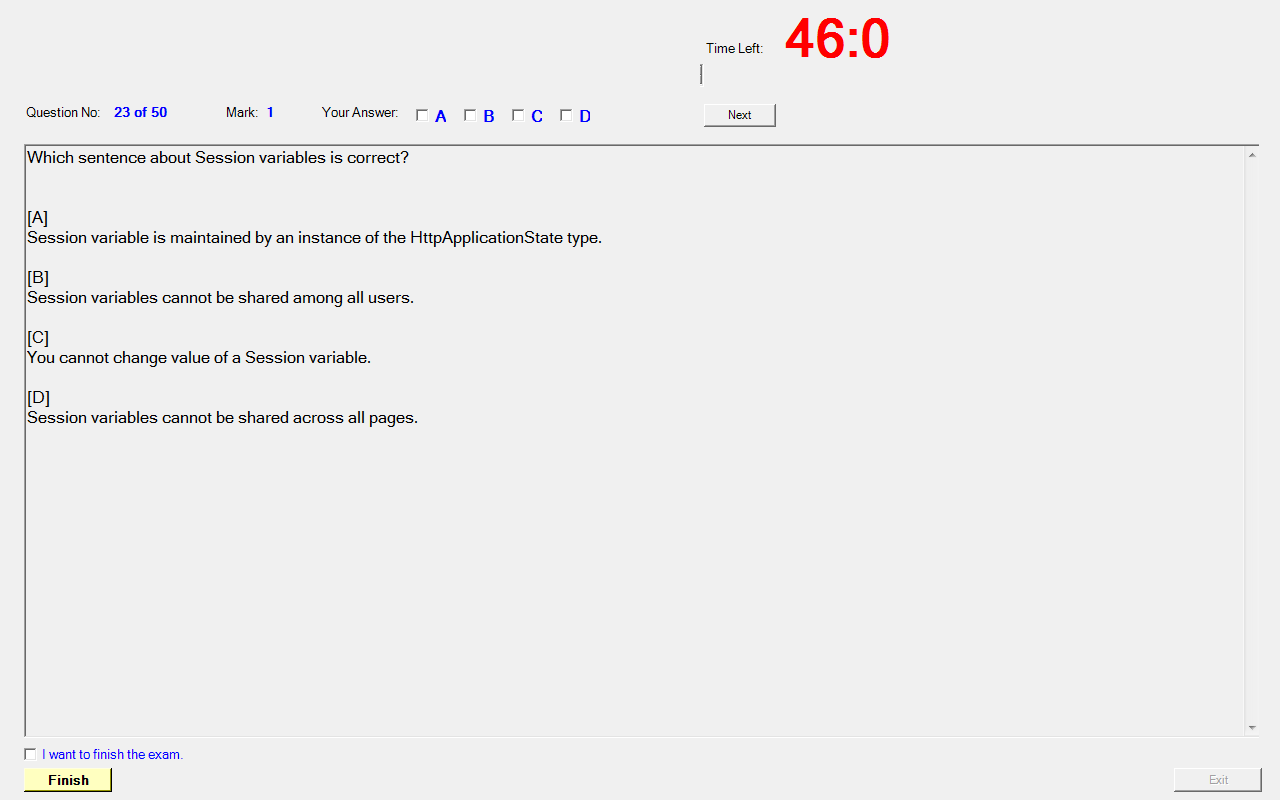 Time Left: 46:0
Question No: 23 of 50 Mark: 1 Your Answer: A B C D Next
Which sentence about Session variables is correct?
[A]
Session variable is maintained by an instance of the HttpApplicationState type.
[B]
Session variables cannot be shared among all users.
[C]
You cannot change value of a Session variable.
[D]
Session variables cannot be shared across all pages.
I want to finish the exam.
Finish Exit